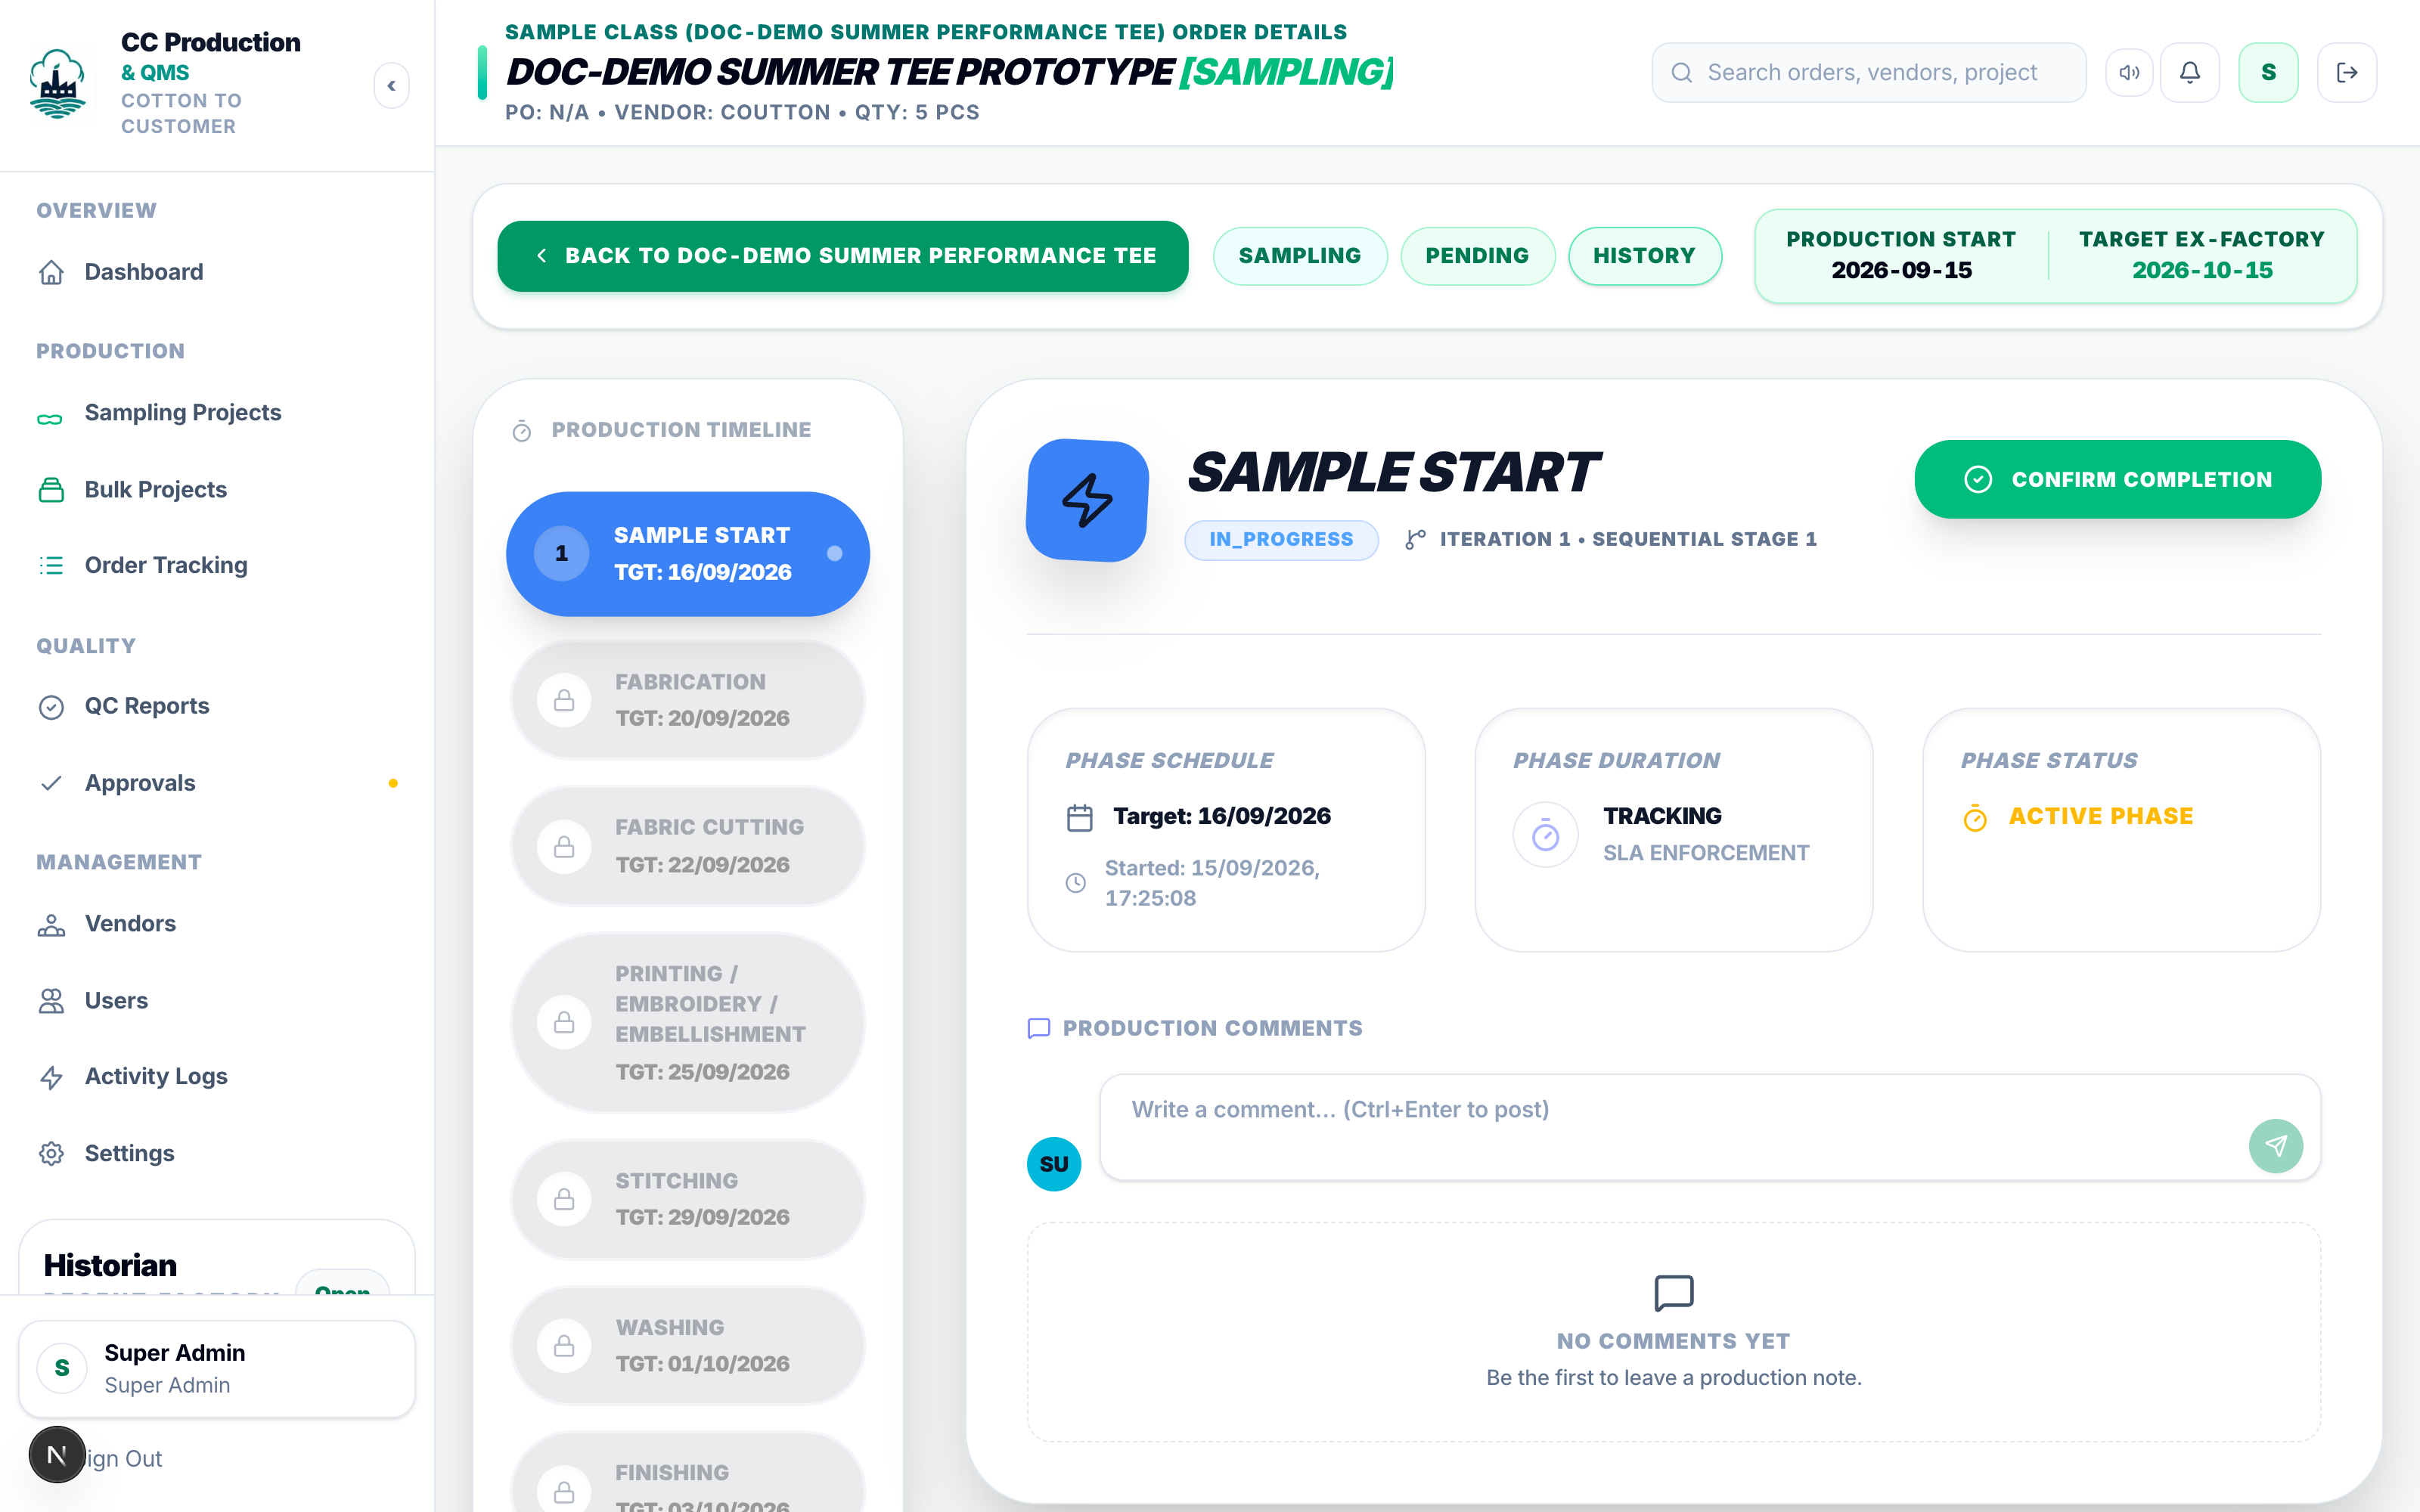 CC Production
& QMS
COTTON TO
CUSTOMER
OVERVIEW
Dashboard
PRODUCTION
Sampling Projects
Bulk Projects
Order Tracking
QUALITY
QC Reports
Approvals
MANAGEMENT
Vendors
Users
Activity Logs
Settings
Historian
RECENT FACTORY
Open
S
Super Admin
Super Admin
N
ign Out
SAMPLE CLASS (DOC-DEMO SUMMER PERFORMANCE TEE) ORDER DETAILS
DOC-DEMO SUMMER TEE PROTOTYPE [SAMPLING]
PO: N/A • VENDOR: COUTTON • QTY: 5 PCS
Search orders, vendors, project
S
BACK TO DOC-DEMO SUMMER PERFORMANCE TEE
SAMPLING
PENDING
HISTORY
PRODUCTION START
2026-09-15
TARGET EX-FACTORY
2026-10-15
PRODUCTION TIMELINE
1
SAMPLE START
TGT: 16/09/2026
FABRICATION
TGT: 20/09/2026
FABRIC CUTTING
TGT: 22/09/2026
PRINTING /
EMBROIDERY /
EMBELLISHMENT
TGT: 25/09/2026
STITCHING
TGT: 29/09/2026
WASHING
TGT: 01/10/2026
FINISHING
TGT: 03/10/2026
SAMPLE START
IN_PROGRESS
ITERATION 1 • SEQUENTIAL STAGE 1
CONFIRM COMPLETION
PHASE SCHEDULE
Target: 16/09/2026
Started: 15/09/2026,
17:25:08
PHASE DURATION
TRACKING
SLA ENFORCEMENT
PHASE STATUS
ACTIVE PHASE
PRODUCTION COMMENTS
SU
Write a comment... (Ctrl+Enter to post)
NO COMMENTS YET
Be the first to leave a production note.